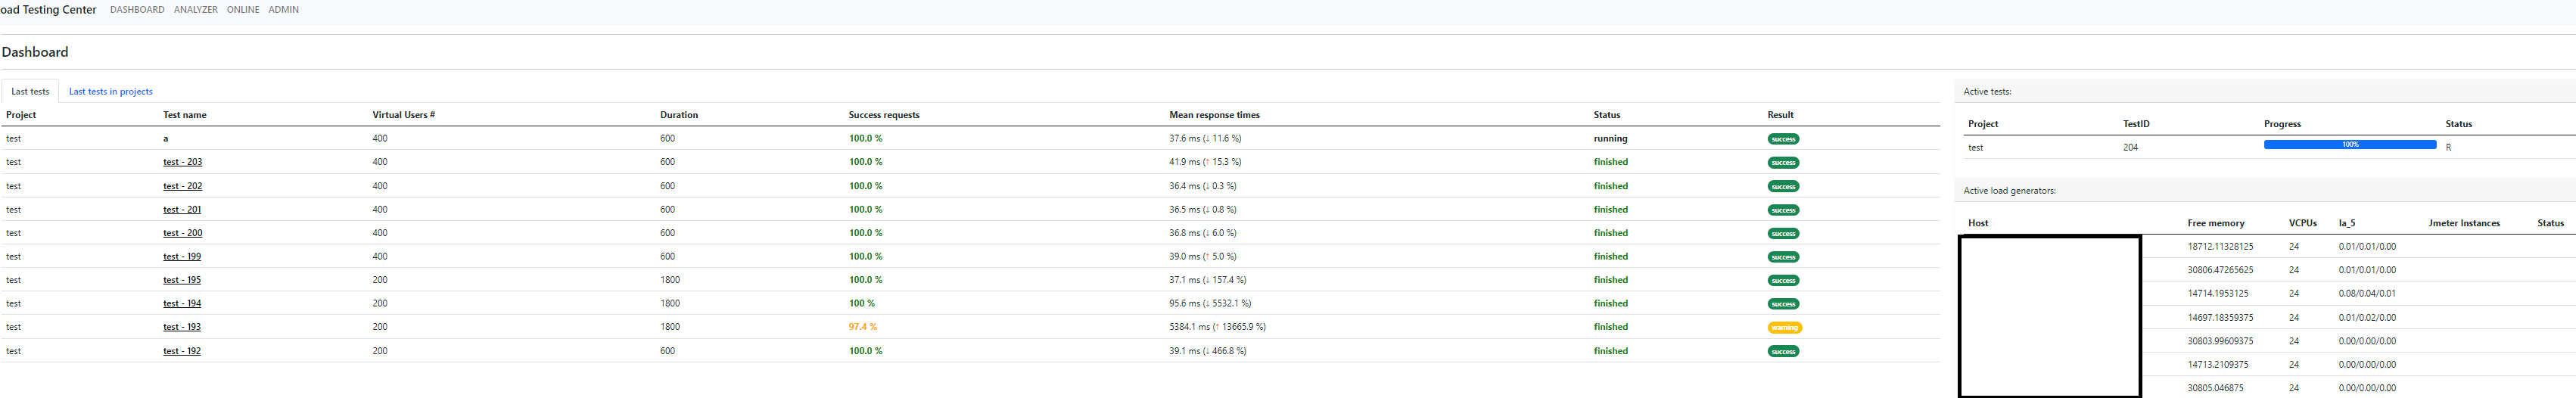 oad Testing Center DASHBOARD ANALYZER ONLINE ADMIN
Dashboard
Last tests Last tests in projects
Project Test name Virtual Users # Duration Success requests Mean response times Status Result
test a 400 600 100.0 % 37.6 ms (↓ 11.6 %) running success
test test - 203 400 600 100.0 % 41.9 ms (↑ 15.3 %) finished success
test test - 202 400 600 100.0 % 36.4 ms (↓ 0.3 %) finished success
test test - 201 400 600 100.0 % 36.5 ms (↓ 0.8 %) finished success
test test - 200 400 600 100.0 % 36.8 ms (↓ 6.0 %) finished success
test test - 199 400 600 100.0 % 39.0 ms (↑ 5.0 %) finished success
test test - 195 200 1800 100.0 % 37.1 ms (↓ 157.4 %) finished success
test test - 194 200 1800 100 % 95.6 ms (↓ 5532.1 %) finished success
test test - 193 200 1800 97.4 % 5384.1 ms (↑ 13665.9 %) finished warning
test test - 192 200 600 100.0 % 39.1 ms (↓ 466.8 %) finished success
Active tests:
Project TestID Progress Status
test 204 100% R
Active load generators:
Host Free memory VCPUs la_5 Jmeter Instances Status
18712.11328125 24 0.01/0.01/0.00
30806.47265625 24 0.01/0.01/0.00
14714.1953125 24 0.08/0.04/0.01
14697.18359375 24 0.01/0.02/0.00
30803.99609375 24 0.00/0.00/0.00
14713.2109375 24 0.00/0.00/0.00
30805.046875 24 0.00/0.00/0.00